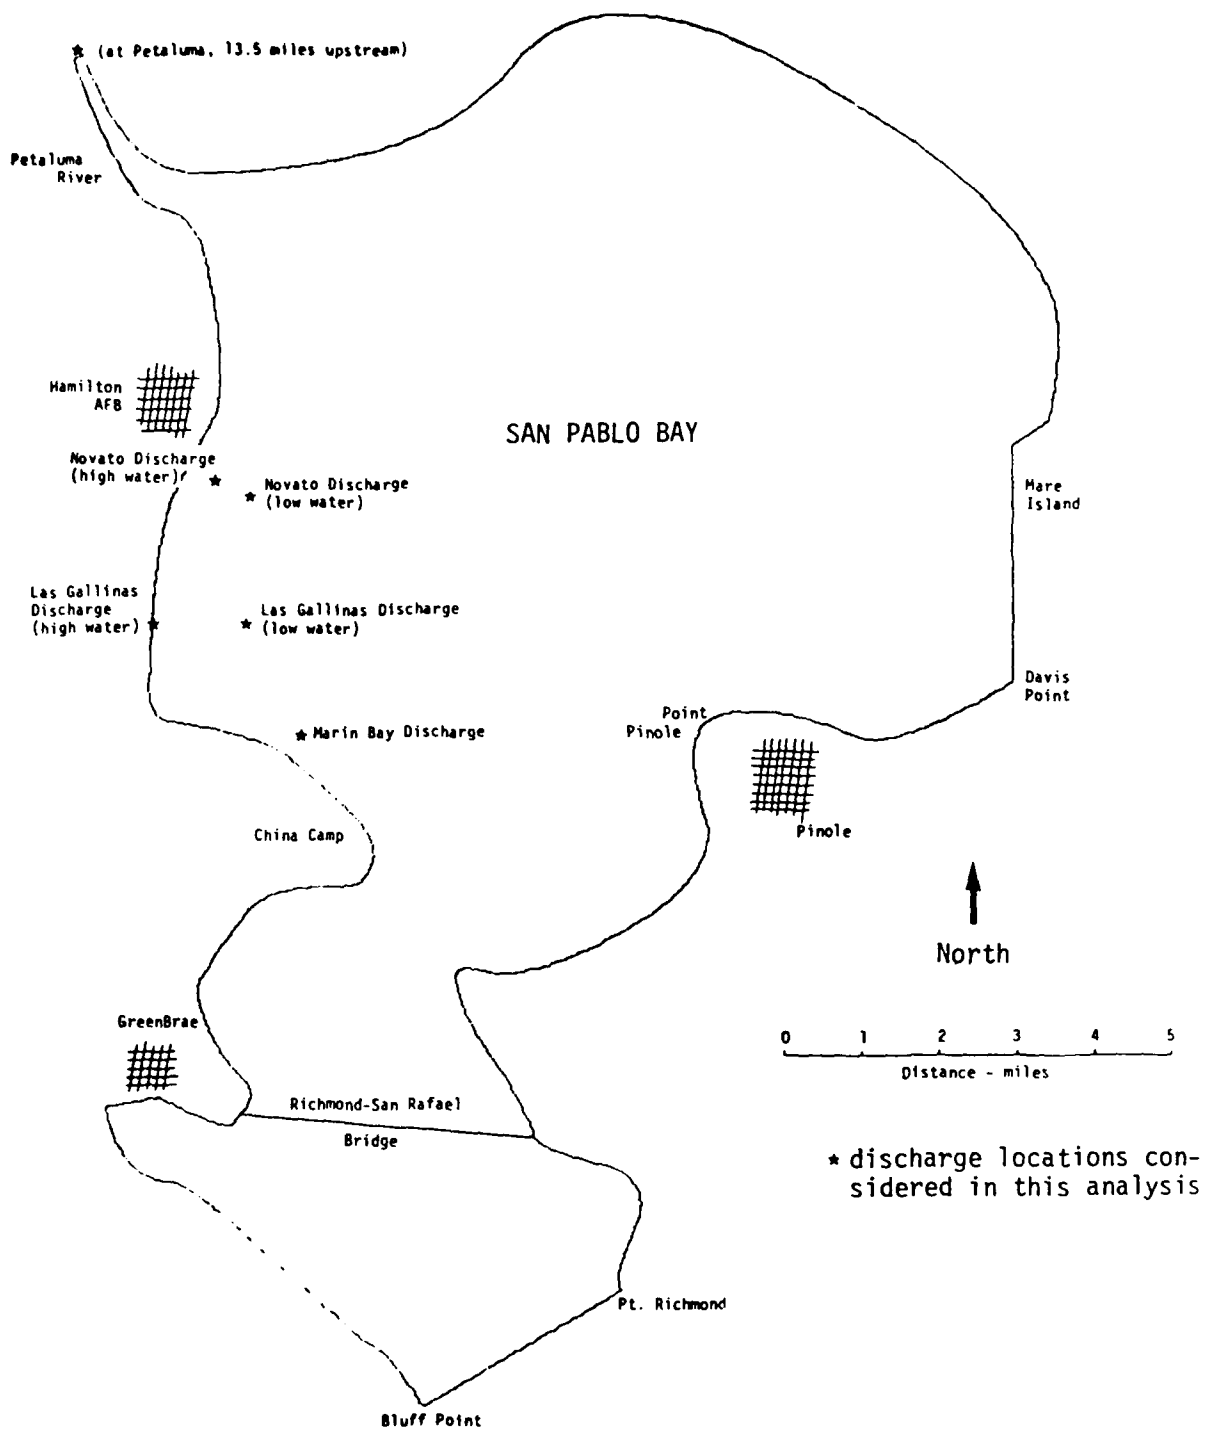 ★ (at Petaluma, 13.5 miles upstream)
Petaluma
River
Hamilton
AFB
SAN PABLO BAY
Novato Discharge
(high water)
★ Novato Discharge
(low water)
Mare
Island
Las Gallinas
Discharge
(high water)
★ Las Gallinas Discharge
(low water)
Davis
Point
Point
Pinole
★ Marin Bay Discharge
Pinole
China Camp
North
GreenBrae
0 1 2 3 4 5
Distance - miles
Richmond-San Rafael
Bridge
★ discharge locations con-
sidered in this analysis
Pt. Richmond
Bluff Point